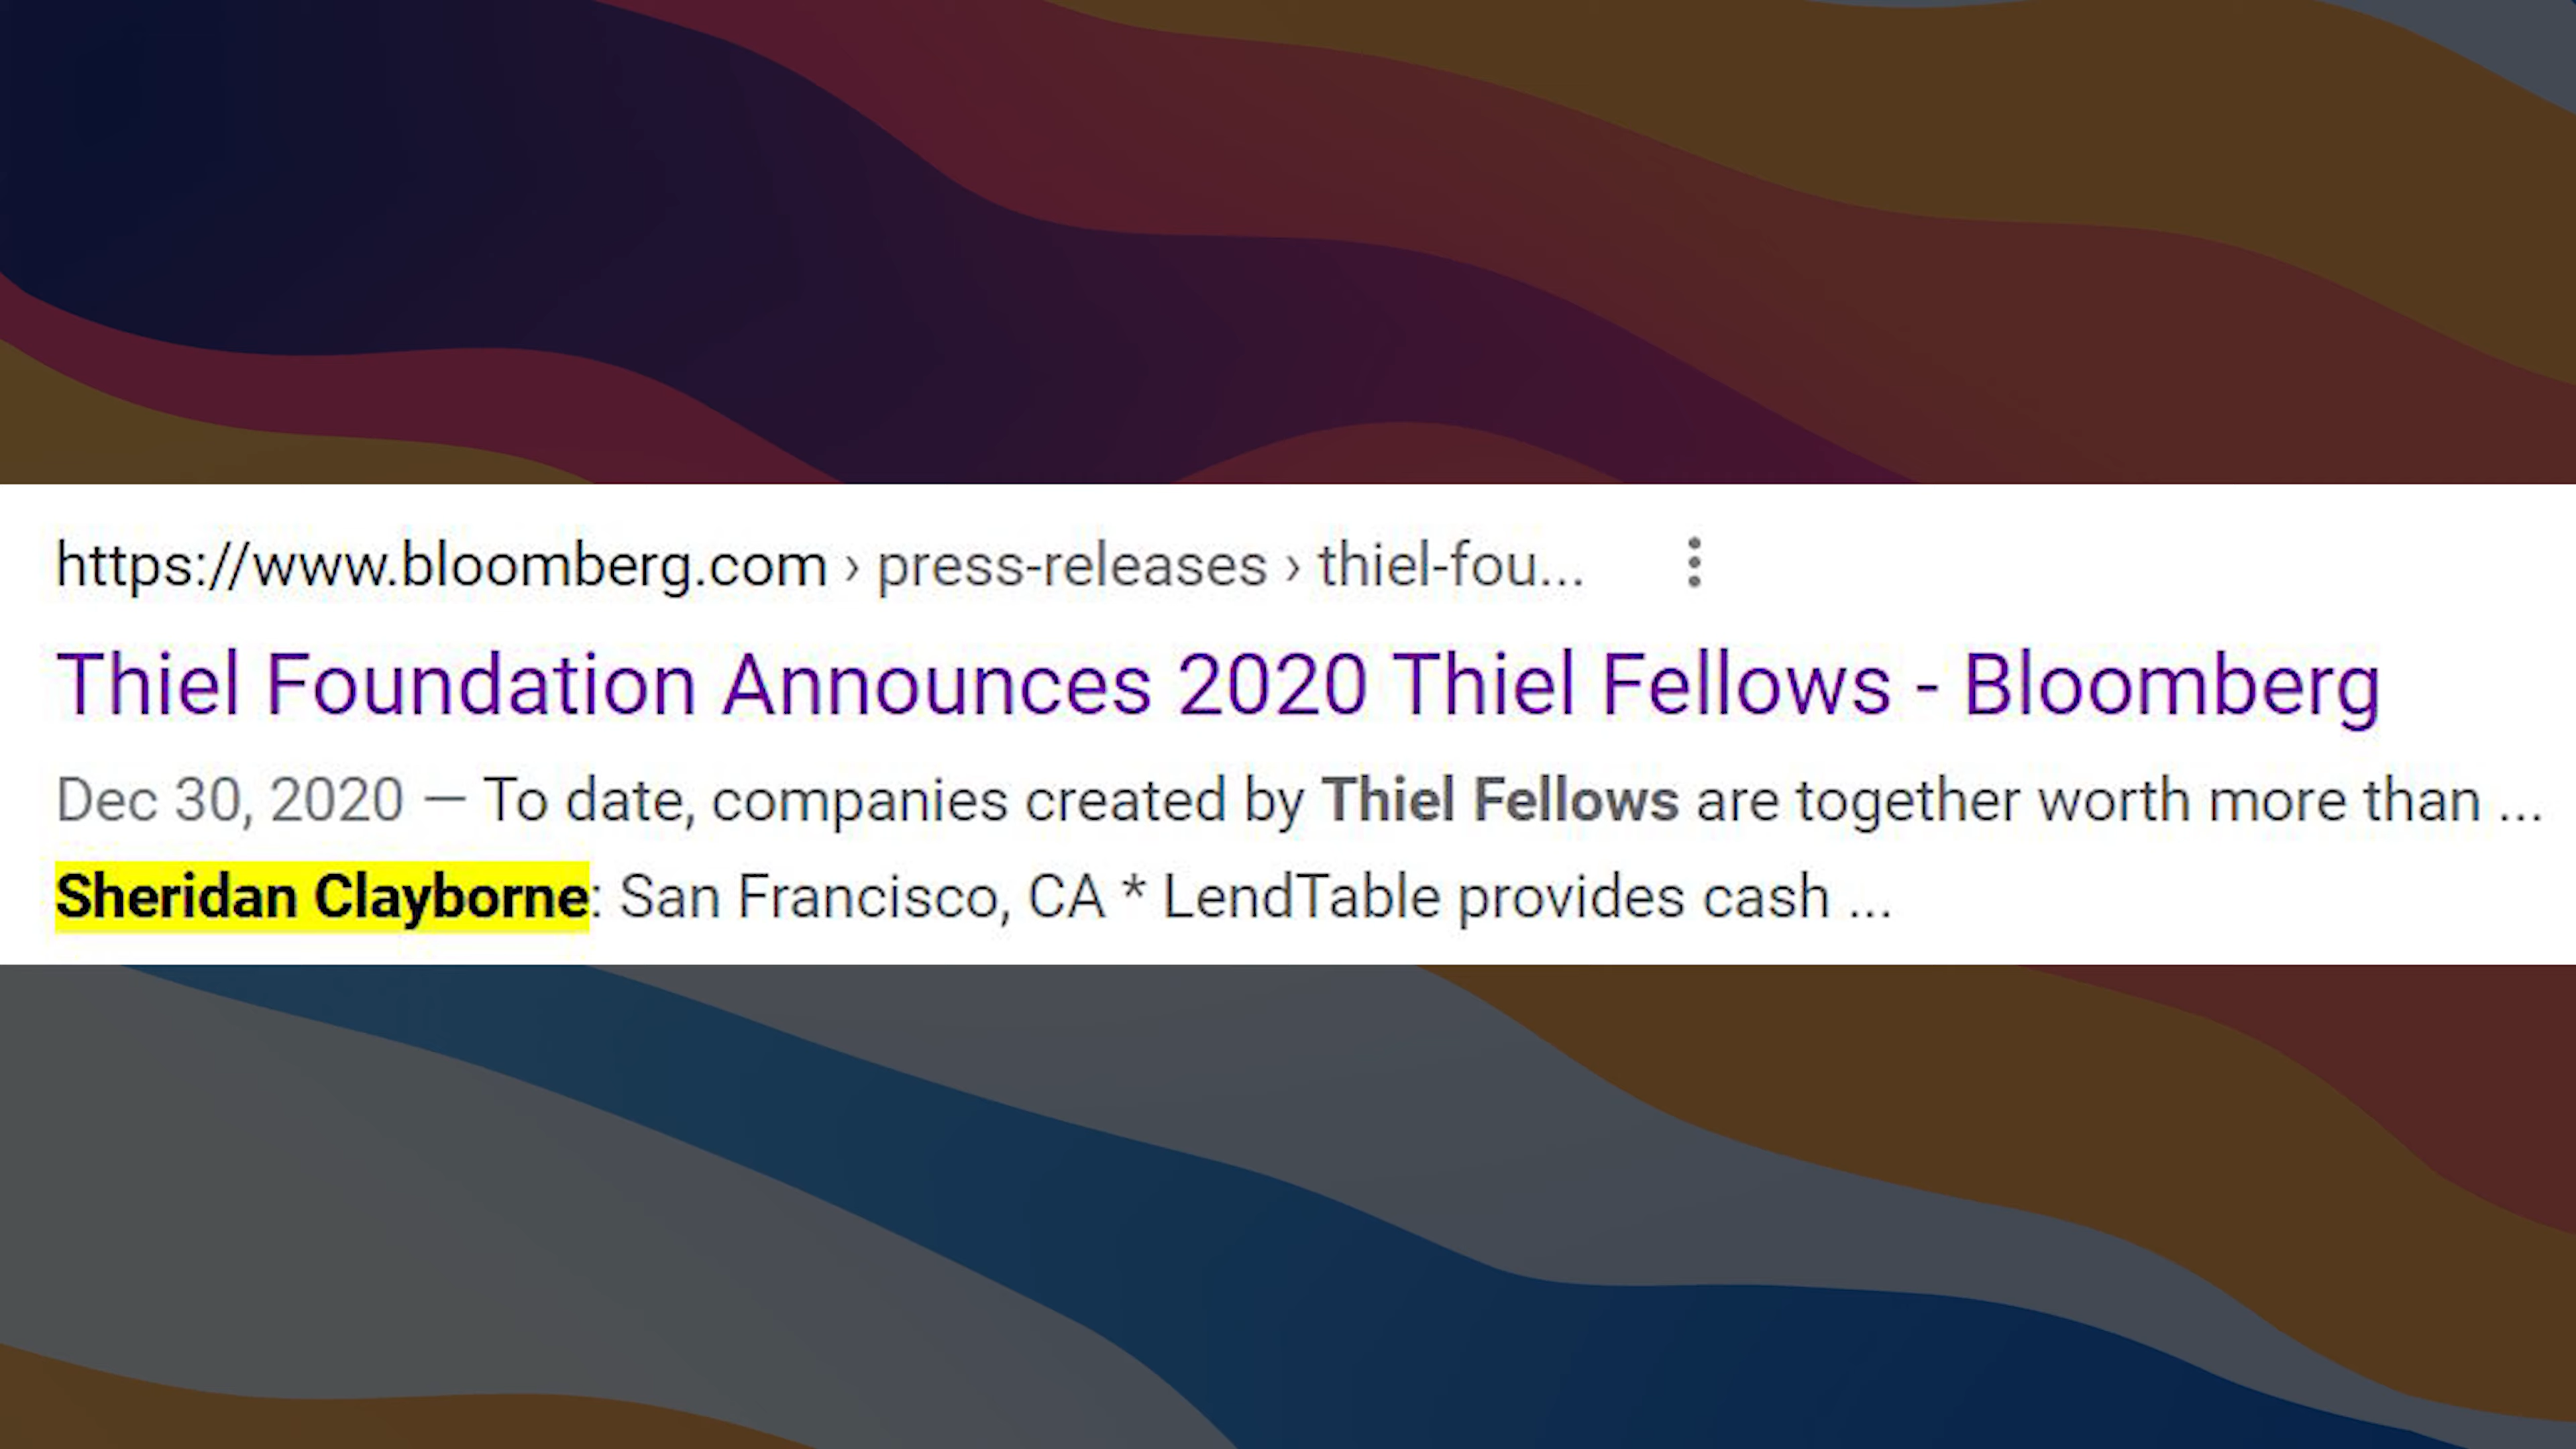 https://www.bloomberg.com › press-releases › thiel-fou...
Thiel Foundation Announces 2020 Thiel Fellows - Bloomberg
Dec 30, 2020 — To date, companies created by Thiel Fellows are together worth more than ...
Sheridan Clayborne: San Francisco, CA * LendTable provides cash ...